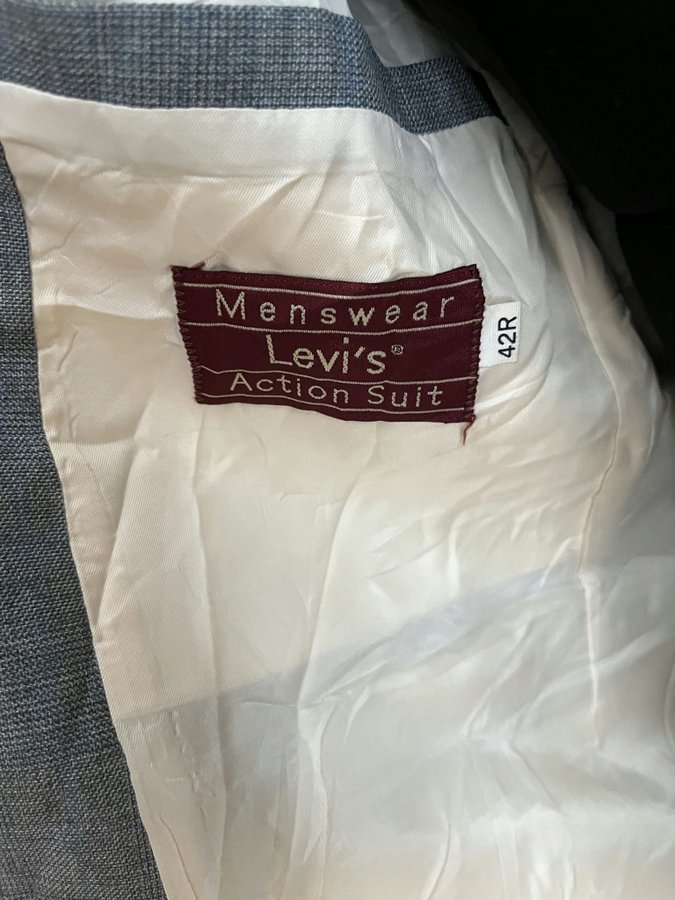 Menswear
Levi's®
Action Suit
42R